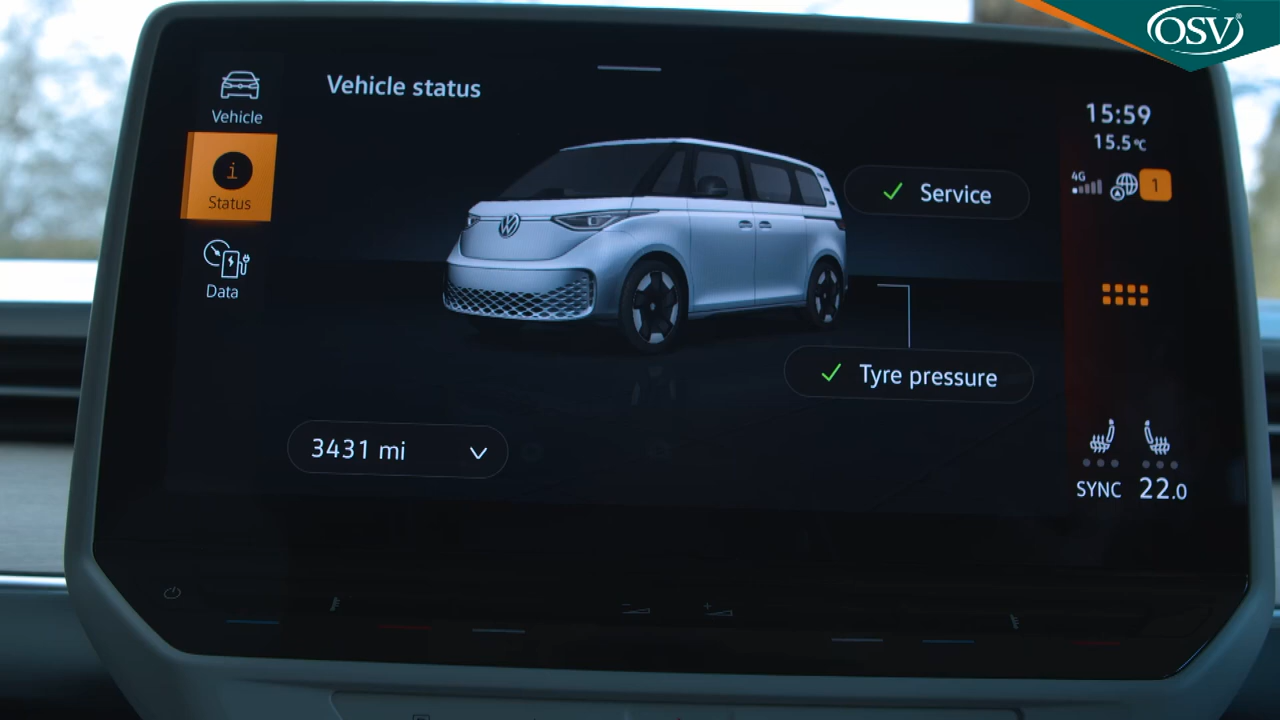 OSV®
Vehicle status
Vehicle
Status
Data
Service
Tyre pressure
3431 mi
15:59
15.5°C
4G
1
SYNC 22.0